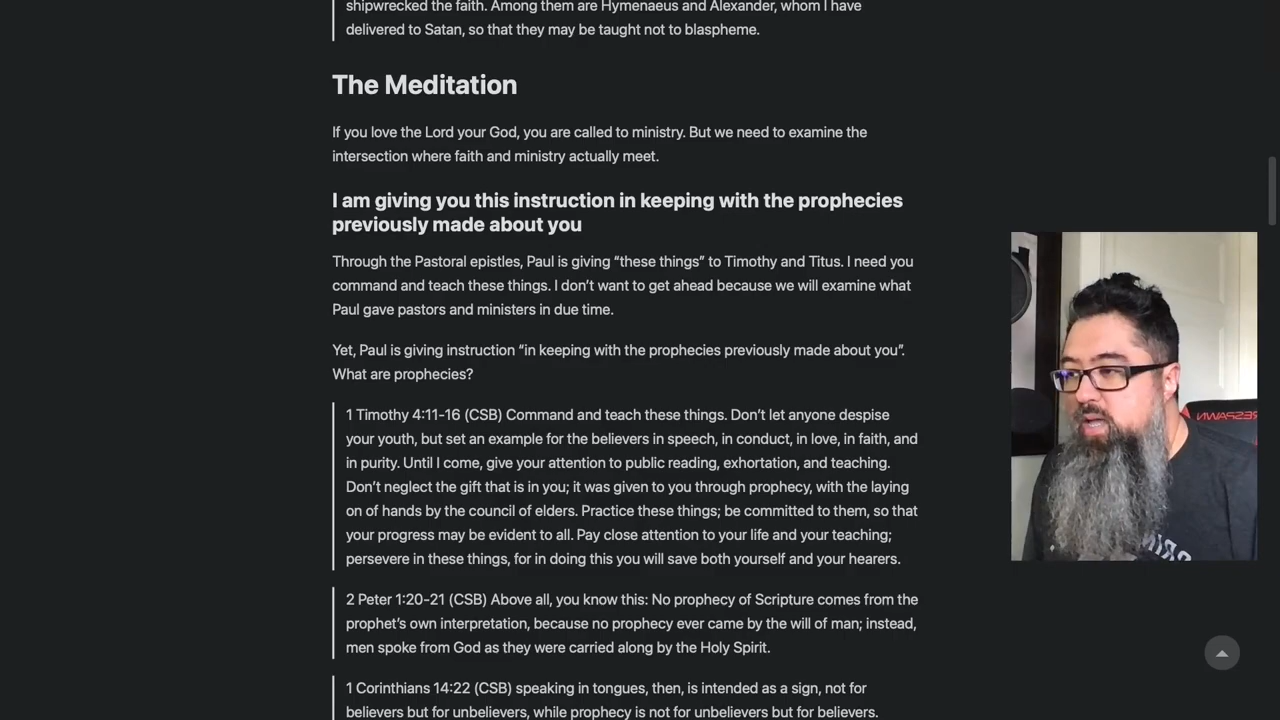 shipwrecked the faith. Among them are Hymenaeus and Alexander, whom I have
delivered to Satan, so that they may be taught not to blaspheme.
The Meditation
If you love the Lord your God, you are called to ministry. But we need to examine the
intersection where faith and ministry actually meet.
I am giving you this instruction in keeping with the prophecies
previously made about you
Through the Pastoral epistles, Paul is giving “these things” to Timothy and Titus. I need you
command and teach these things. I don’t want to get ahead because we will examine what
Paul gave pastors and ministers in due time.
Yet, Paul is giving instruction “in keeping with the prophecies previously made about you”.
What are prophecies?
1 Timothy 4:11-16 (CSB) Command and teach these things. Don’t let anyone despise
your youth, but set an example for the believers in speech, in conduct, in love, in faith, and
in purity. Until I come, give your attention to public reading, exhortation, and teaching.
Don’t neglect the gift that is in you; it was given to you through prophecy, with the laying
on of hands by the council of elders. Practice these things; be committed to them, so that
your progress may be evident to all. Pay close attention to your life and your teaching;
persevere in these things, for in doing this you will save both yourself and your hearers.
2 Peter 1:20-21 (CSB) Above all, you know this: No prophecy of Scripture comes from the
prophet’s own interpretation, because no prophecy ever came by the will of man; instead,
men spoke from God as they were carried along by the Holy Spirit.
1 Corinthians 14:22 (CSB) speaking in tongues, then, is intended as a sign, not for
believers but for unbelievers, while prophecy is not for unbelievers but for believers.
RESPAWN